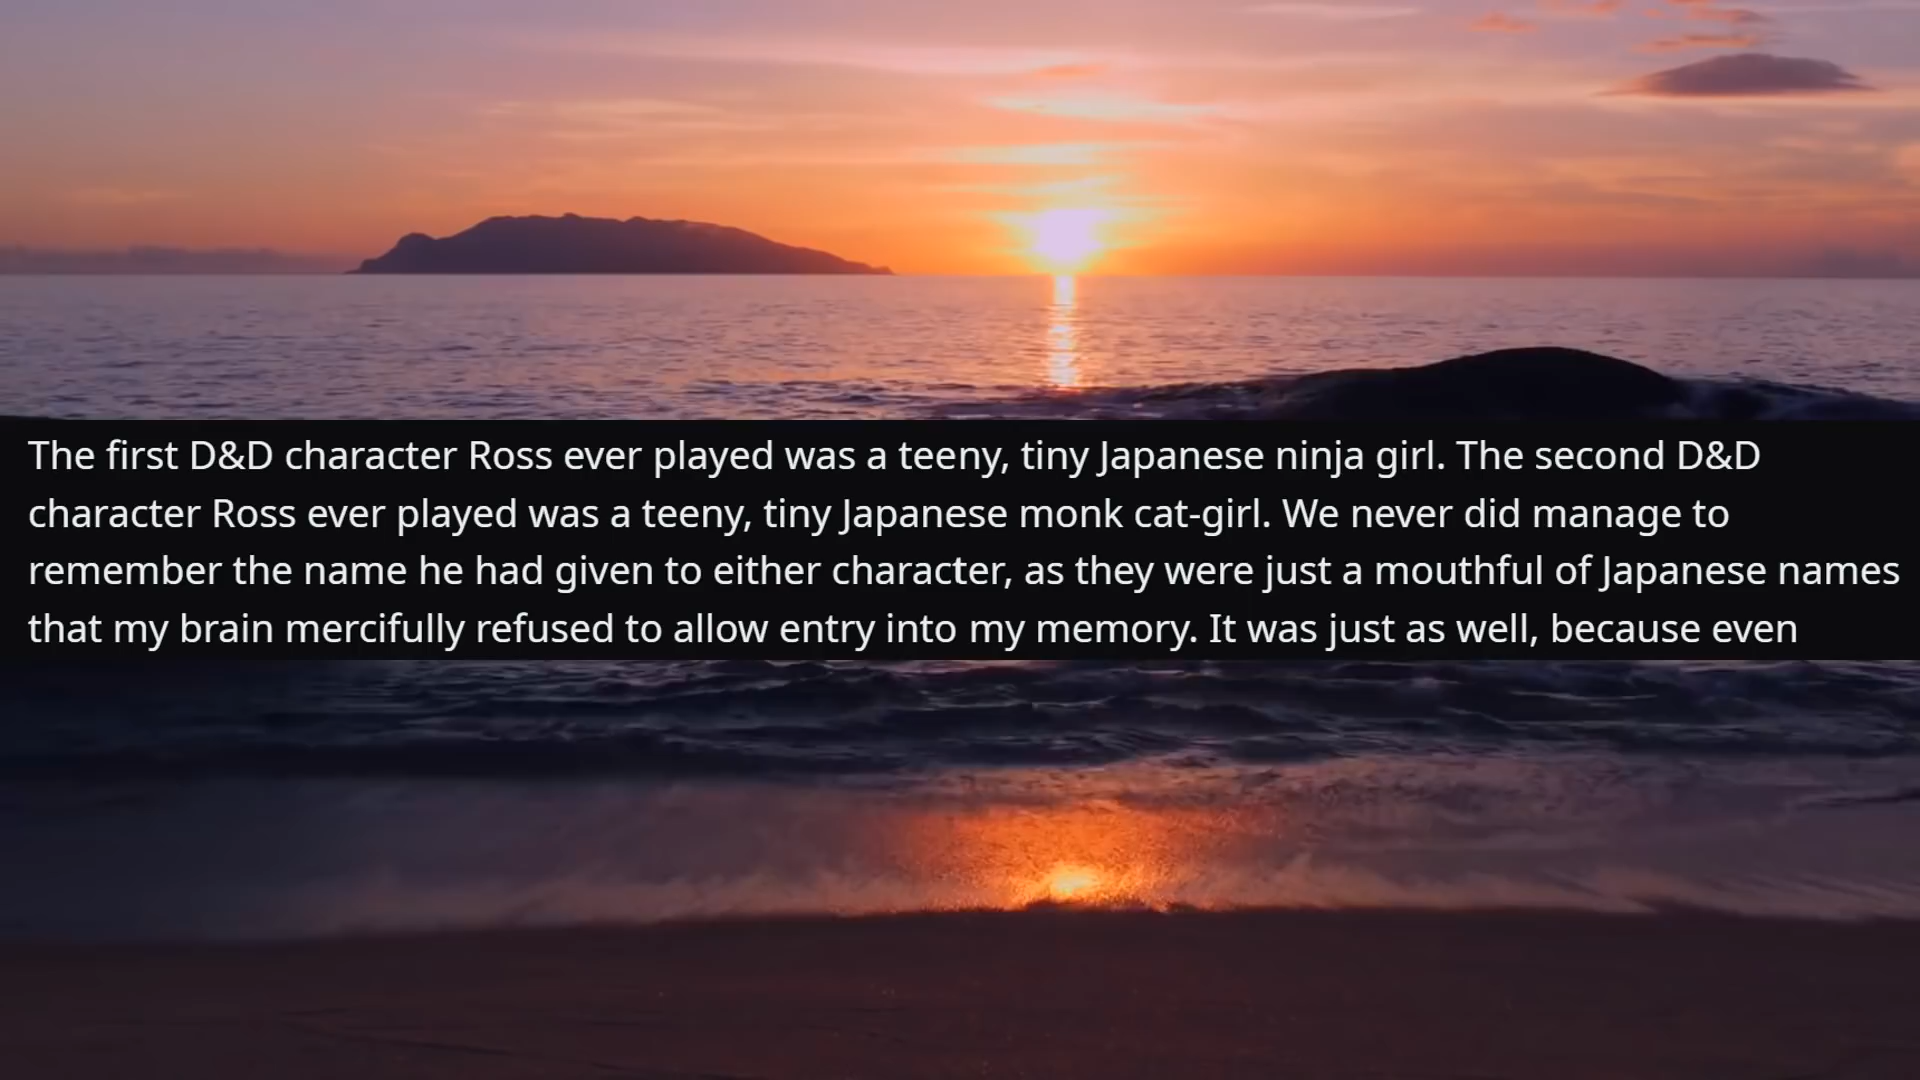 The first D&D character Ross ever played was a teeny, tiny Japanese ninja girl. The second D&D
character Ross ever played was a teeny, tiny Japanese monk cat-girl. We never did manage to
remember the name he had given to either character, as they were just a mouthful of Japanese names
that my brain mercifully refused to allow entry into my memory. It was just as well, because even